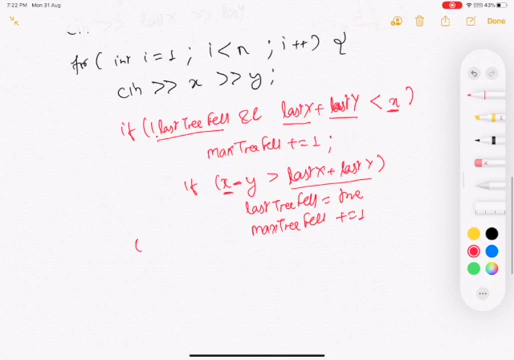 7:22 PM Mon 31 Aug
43%
Done
for( int i=1 ; i<n ; i++) {
cin >> x >> y;
if (!lastTreeFell && lastX + lastY < x )
maxTreeFell +=1 ;
if (x-y > lastX + lastY)
lastTreeFell = true
maxTreeFell +=1
(